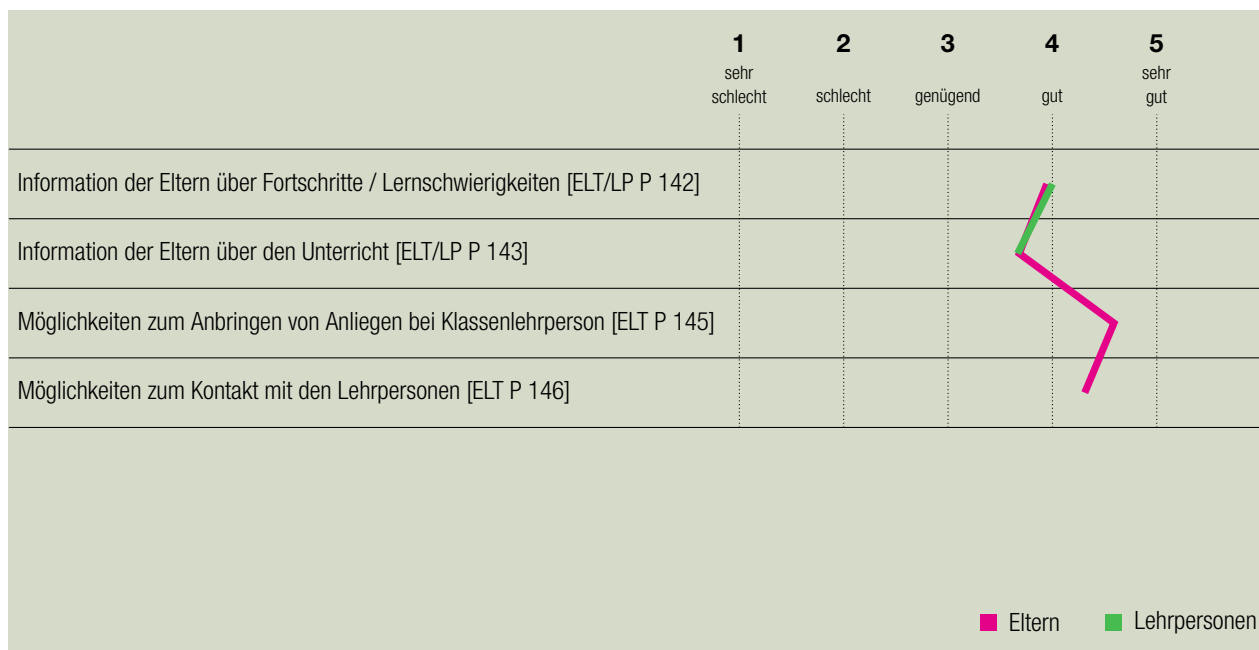 1 2 3 4 5
sehr schlecht schlecht genügend gut sehr gut
Information der Eltern über Fortschritte / Lernschwierigkeiten [ELT/LP P 142]
Information der Eltern über den Unterricht [ELT/LP P 143]
Möglichkeiten zum Anbringen von Anliegen bei Klassenlehrperson [ELT P 145]
Möglichkeiten zum Kontakt mit den Lehrpersonen [ELT P 146]
Eltern Lehrpersonen